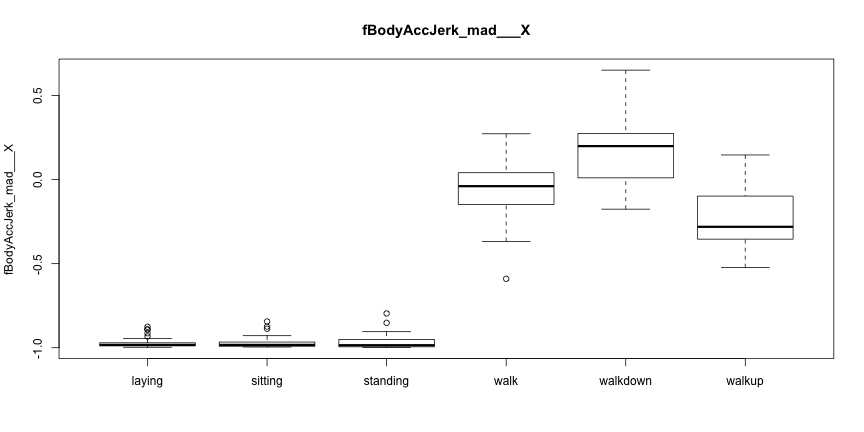 fBodyAccJerk_mad___X
fBodyAccJerk_mad___X
0.5
0.0
-0.5
-1.0
laying sitting standing walk walkdown walkup